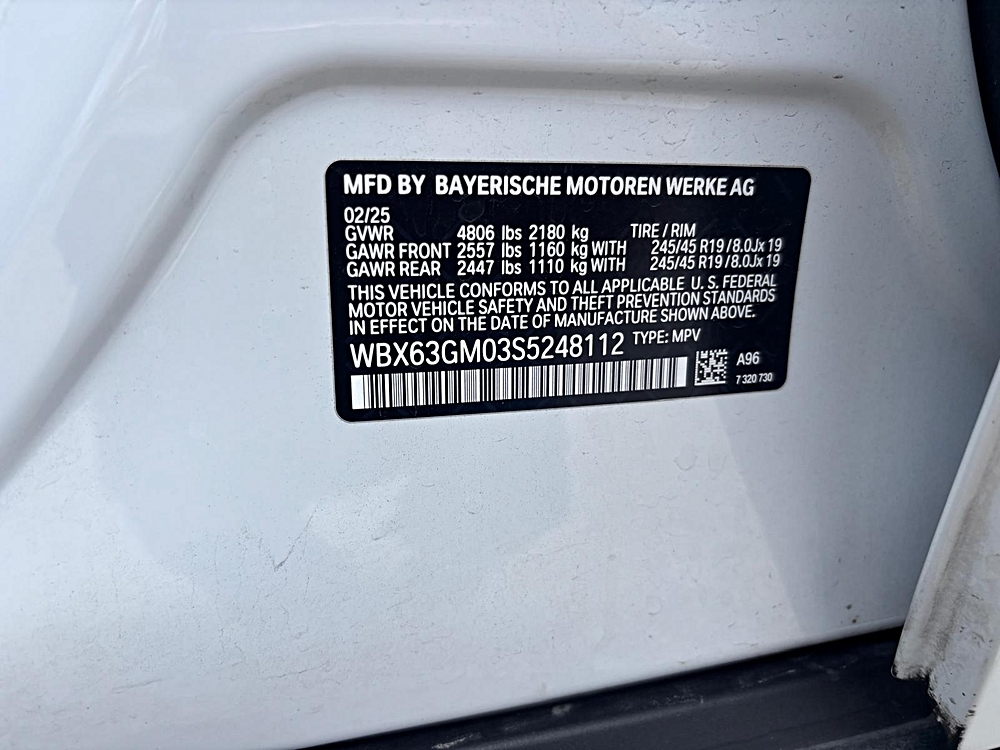 MFD BY BAYERISCHE MOTOREN WERKE AG
02/25
GVWR 4806 lbs 2180 kg TIRE / RIM
GAWR FRONT 2557 lbs 1160 kg WITH 245/45 R19 / 8.0Jx 19
GAWR REAR 2447 lbs 1110 kg WITH 245/45 R19 / 8.0Jx 19
THIS VEHICLE CONFORMS TO ALL APPLICABLE U. S. FEDERAL
MOTOR VEHICLE SAFETY AND THEFT PREVENTION STANDARDS
IN EFFECT ON THE DATE OF MANUFACTURE SHOWN ABOVE.
WBX63GM03S5248112 TYPE: MPV
A96
7 320 730